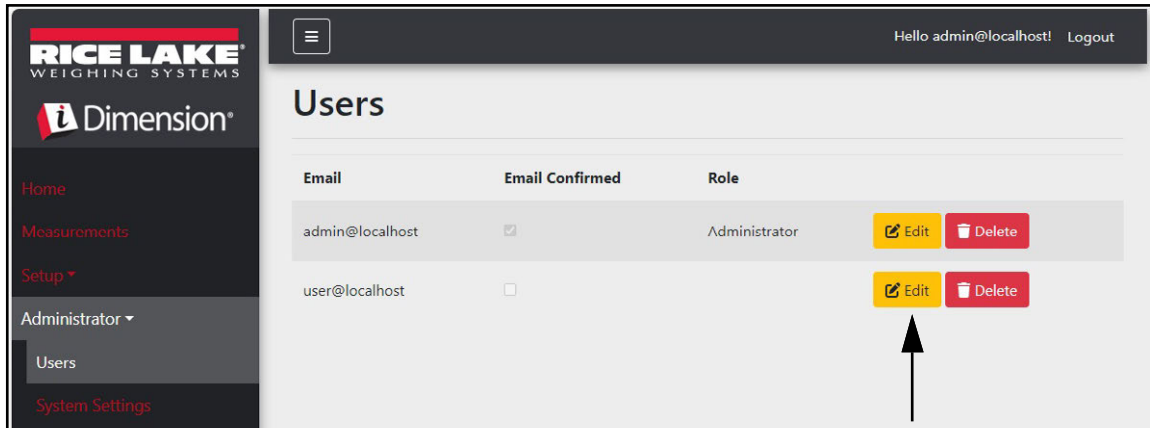 RICE LAKE®
WEIGHING SYSTEMS
i Dimension®
Hello admin@localhost! Logout
Home
Measurements
Setup
Administrator
Users
System Settings
Users
Email Email Confirmed Role
admin@localhost Administrator Edit Delete
user@localhost Edit Delete